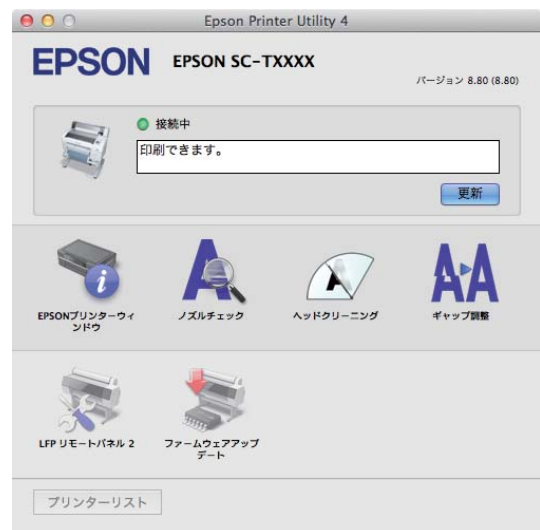 Epson Printer Utility 4
EPSON EPSON SC-TXXXX
バージョン 8.80 (8.80)
接続中
印刷できます。
更新
EPSONプリンターウィ
ンドウ
ノズルチェック
ヘッドクリーニング
ギャップ調整
LFP リモートパネル 2
ファームウェアアップ
デート
プリンターリスト